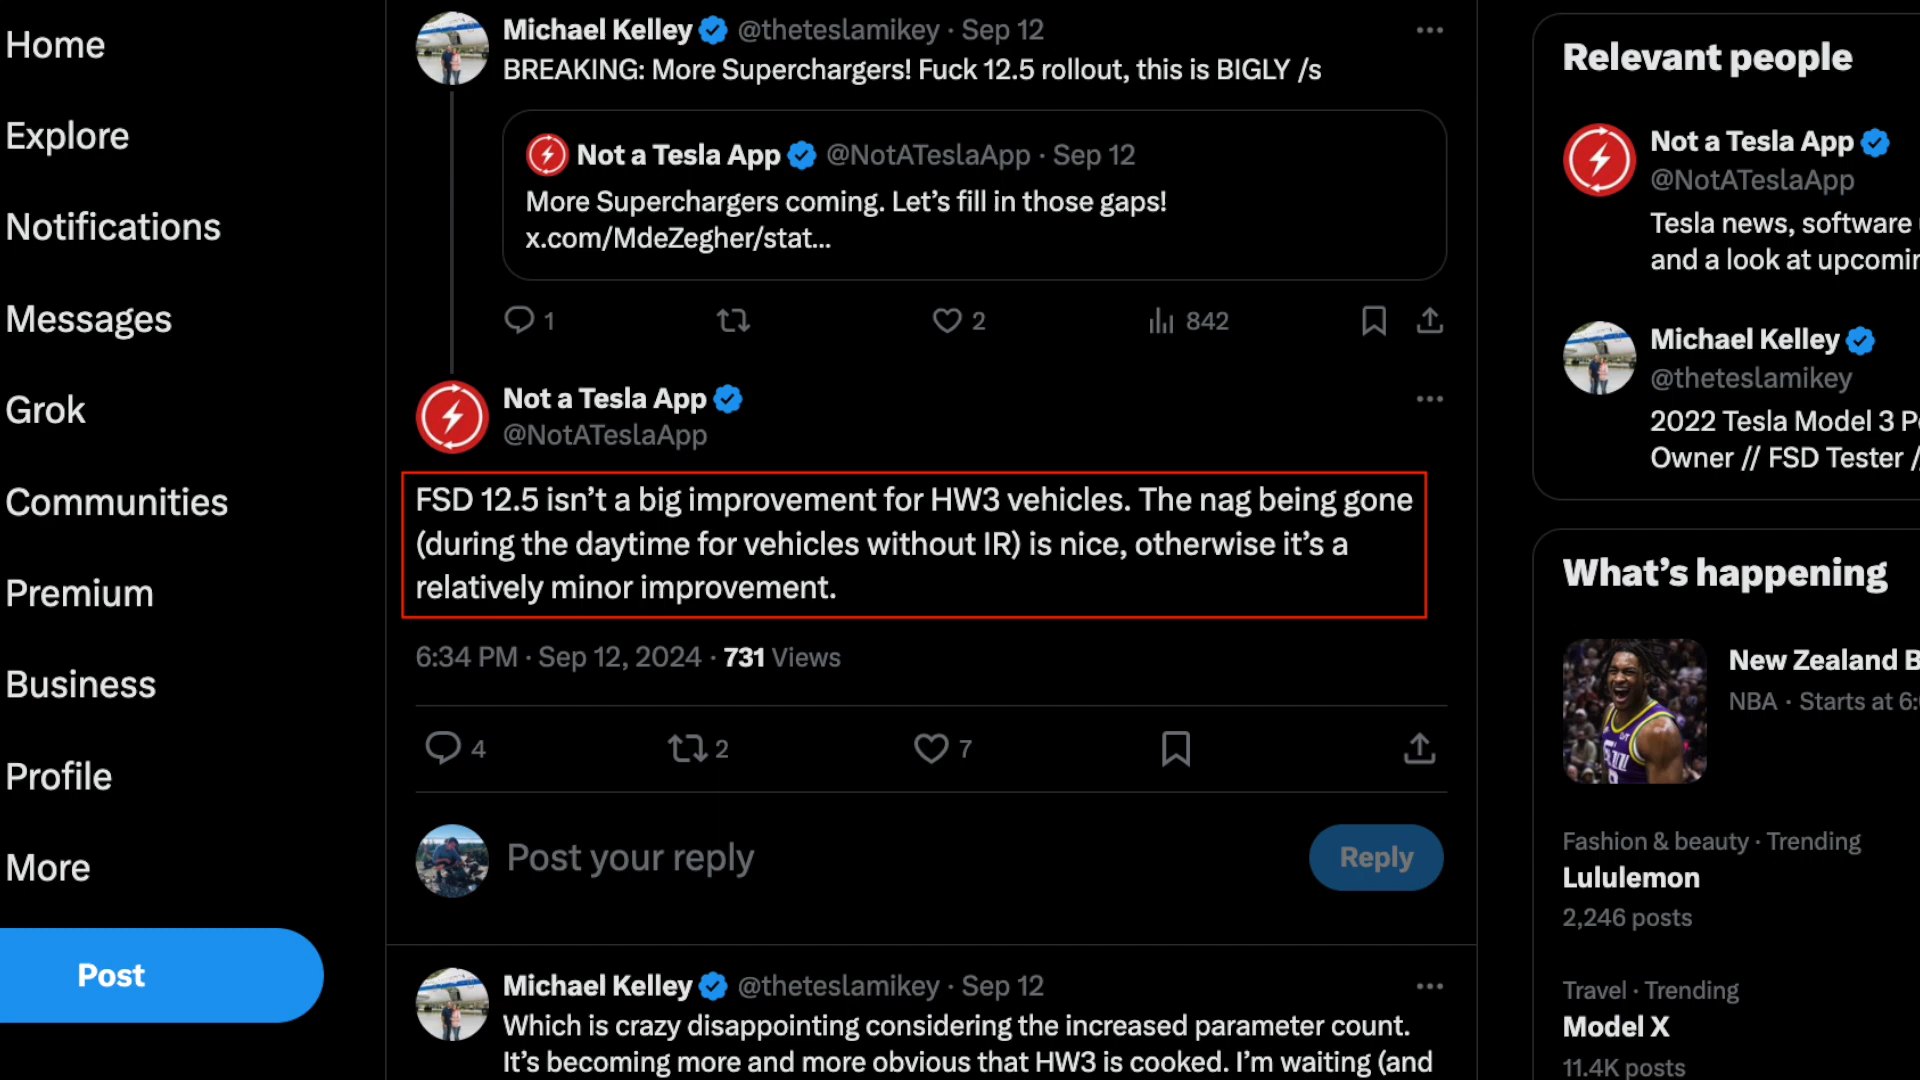 Home
Explore
Notifications
Messages
Grok
Communities
Premium
Business
Profile
More
Post
Michael Kelley @theteslamikey · Sep 12
BREAKING: More Superchargers! Fuck 12.5 rollout, this is BIGLY /s
Not a Tesla App @NotATeslaApp · Sep 12
More Superchargers coming. Let’s fill in those gaps!
x.com/MdeZegher/stat...
1 2 842
Not a Tesla App
@NotATeslaApp
FSD 12.5 isn’t a big improvement for HW3 vehicles. The nag being gone
(during the daytime for vehicles without IR) is nice, otherwise it’s a
relatively minor improvement.
6:34 PM · Sep 12, 2024 · 731 Views
4 2 7
Post your reply
Reply
Michael Kelley @theteslamikey · Sep 12
Which is crazy disappointing considering the increased parameter count.
It’s becoming more and more obvious that HW3 is cooked. I’m waiting (and
Relevant people
Not a Tesla App
@NotATeslaApp
Tesla news, software
and a look at
Michael Kelley
@theteslamikey
2022 Tesla Model 3
Owner // FSD Tester /
What’s happening
New Zealand
NBA · Starts at
Fashion & beauty · Trending
Lululemon
2,246 posts
Travel · Trending
Model X
11.4K posts